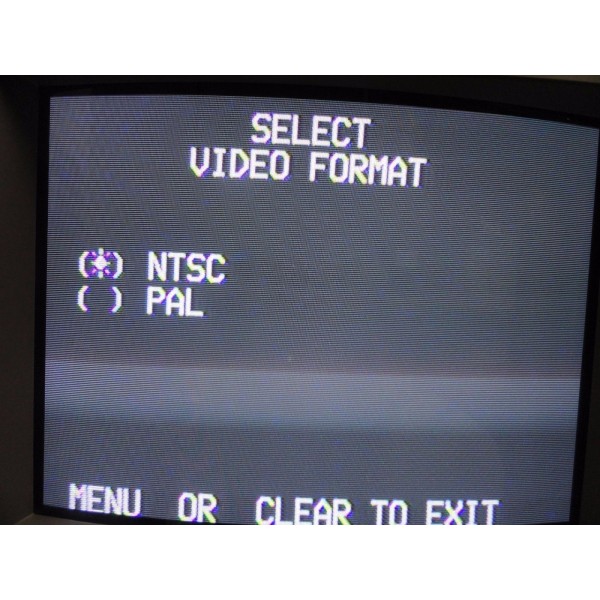 SELECT
VIDEO FORMAT
(*) NTSC
( ) PAL
MENU OR CLEAR TO EXIT